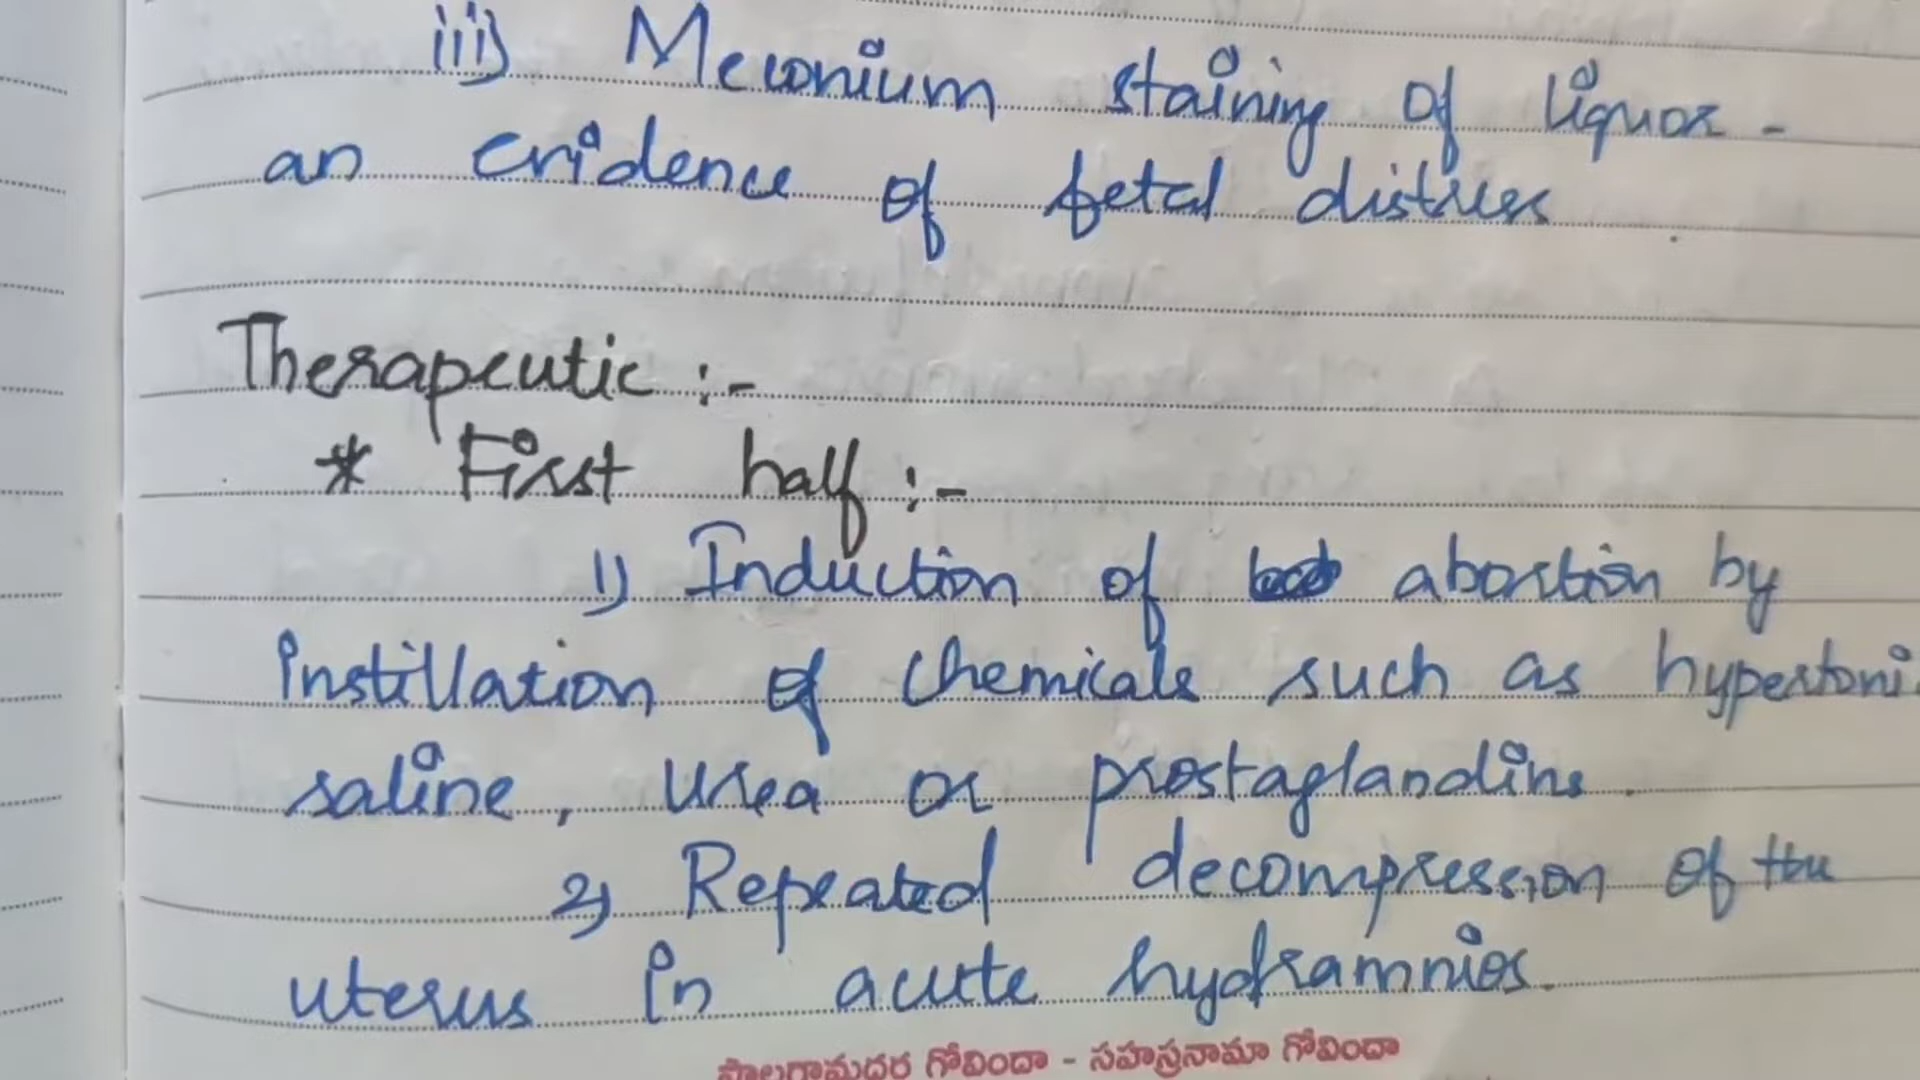 iii) Meconium staining of liquor -
an evidence of fetal distress
Therapeutic :-
* First half :-
1) Induction of abortion by
instillation of chemicals such as hypertoni
saline, urea or prostaglandins.
2) Repeated decompression of the
uterus in acute hydramnios.
గోవిందా - సహస్రనామా గోవిందా